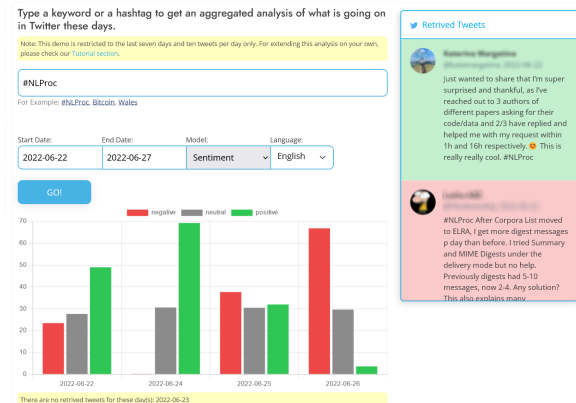 Type a keyword or a hashtag to get an aggregated analysis of what is going on
in Twitter these days.
Note: This demo is restricted to the last seven days and ten tweets per day only. For extending this analysis on your own,
please check our Tutorial section.
#NLProc
For Example: #NLProc, Bitcoin, Wales
Start Date: End Date: Model: Language:
2022-06-22 2022-06-27 Sentiment English
GO!
negative neutral positive
70
60
50
40
30
20
10
0
2022-06-22 2022-06-24 2022-06-25 2022-06-26
There are no retrived tweets for these day(s): 2022-06-23
Retrived Tweets
Just wanted to share that I'm super
surprised and thankful, as I've
reached out to 3 authors of
different papers asking for their
code/data and 2/3 have replied and
helped me with my request within
1h and 16h respectively. 😊 This is
really really cool. #NLProc
#NLProc After Corpora List moved
to ELRA, I get more digest messages
p day than before. I tried Summary
and MIME Digests under the
delivery mode but no help.
Previously digests had 5-10
messages, now 2-4. Any solution?
This also explains many